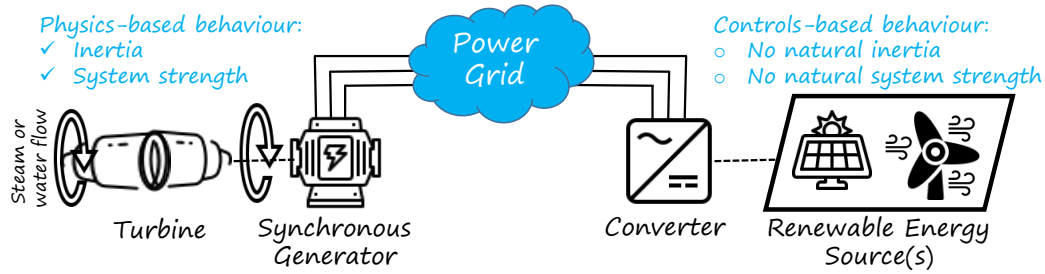 Physics-based behaviour:
✓ Inertia
✓ System strength
Power
Grid
Controls-based behaviour:
o No natural inertia
o No natural system strength
Steam or
water flow
Turbine
Synchronous
Generator
Converter
Renewable Energy
Source(s)